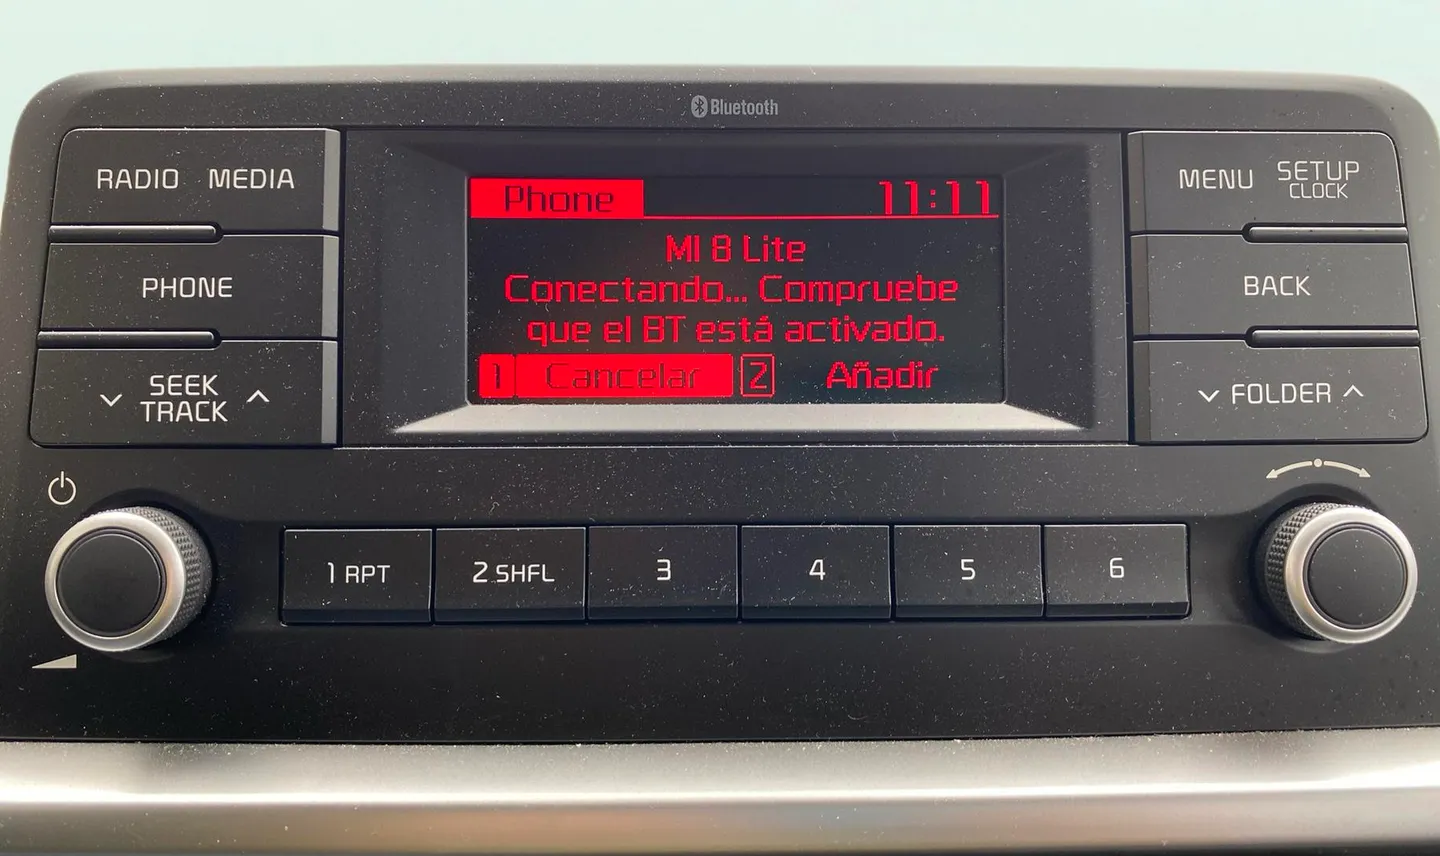 Bluetooth
RADIO MEDIA
PHONE
SEEK
TRACK
Phone 11:11
MI 8 Lite
Conectando... Compruebe
que el BT está activado.
1 Cancelar 2 Añadir
MENU SETUP
CLOCK
BACK
FOLDER
1 RPT
2 SHFL
3
4
5
6